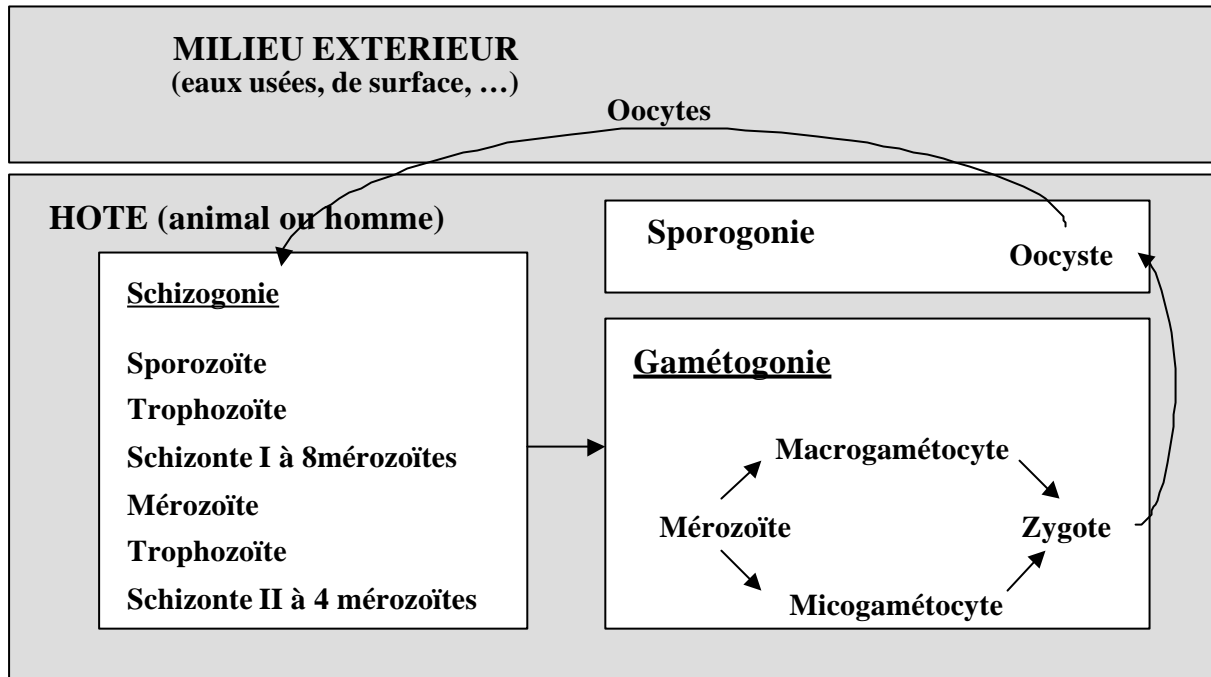 MILIEU EXTERIEUR
(eaux usées, de surface, …)
Oocytes
HOTE (animal ou homme)
Schizogonie
Sporozoïte
Trophozoïte
Schizonte I à 8mérozoïtes
Mérozoïte
Trophozoïte
Schizonte II à 4 mérozoïtes
Sporogonie
Oocyste
Gamétogonie
Macrogamétocyte
Mérozoïte
Zygote
Micogamétocyte